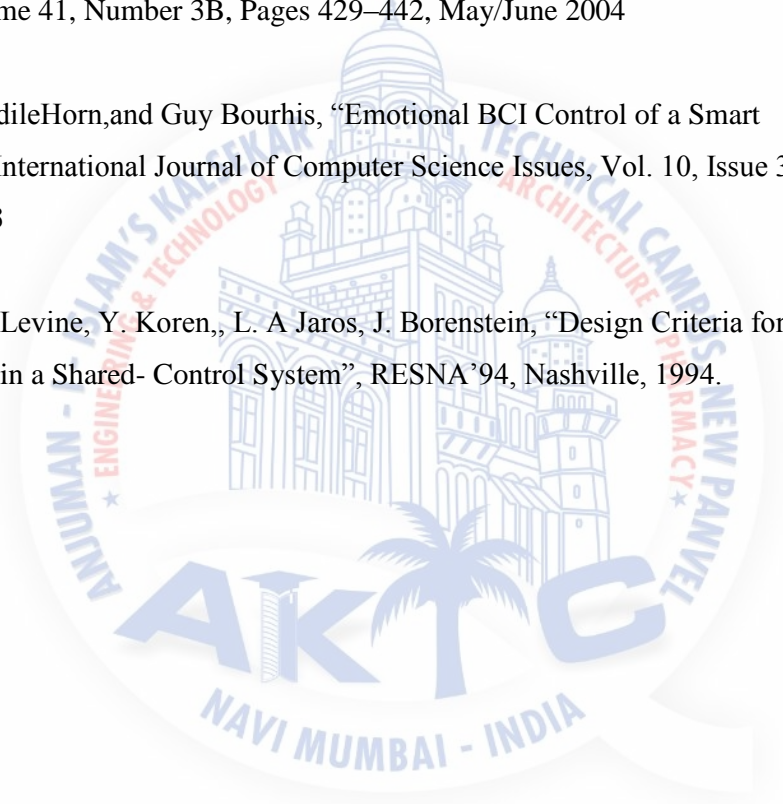 me 41, Number 3B, Pages 429–442, May/June 2004
dileHorn,and Guy Bourhis, “Emotional BCI Control of a Smart
International Journal of Computer Science Issues, Vol. 10, Issue 3
3
Levine, Y. Koren,, L. A Jaros, J. Borenstein, “Design Criteria for
in a Shared- Control System”, RESNA’94, Nashville, 1994.
ANJUMAN - I - ISLAM'S KALSEKAR TECHNICAL CAMPUS NEW PANVEL
★ ENGINEERING & TECHNOLOGY ARCHITECTURE PHARMACY ★
AKTC
NAVI MUMBAI - INDIA